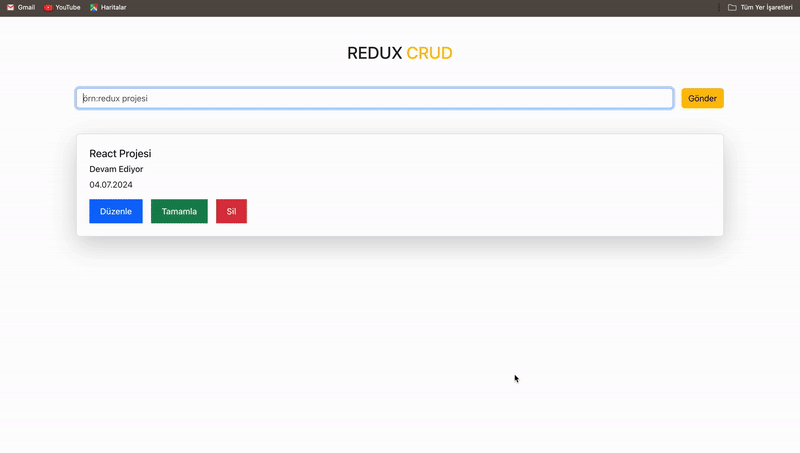 Gmail YouTube Haritalar Tüm Yer İşaretleri
REDUX CRUD
örn:redux projesi Gönder
React Projesi
Devam Ediyor
04.07.2024
Düzenle Tamamla Sil